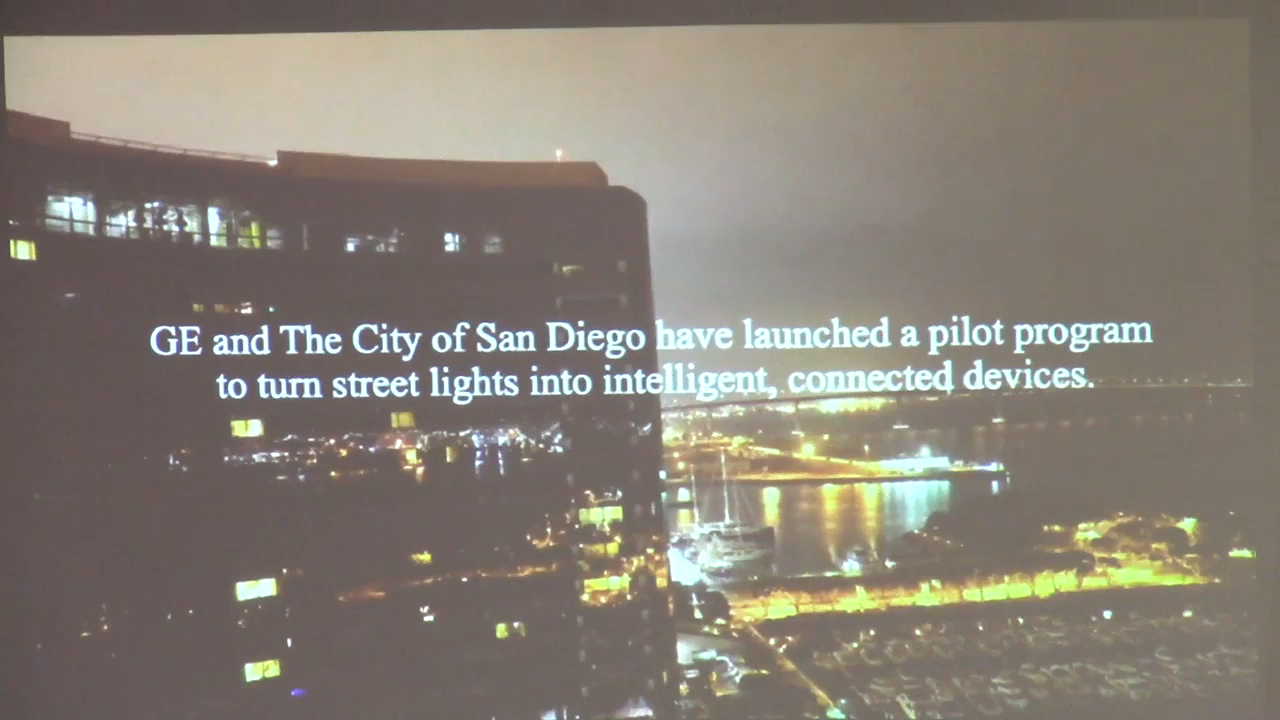 GE and The City of San Diego have launched a pilot program
to turn street lights into intelligent, connected devices.